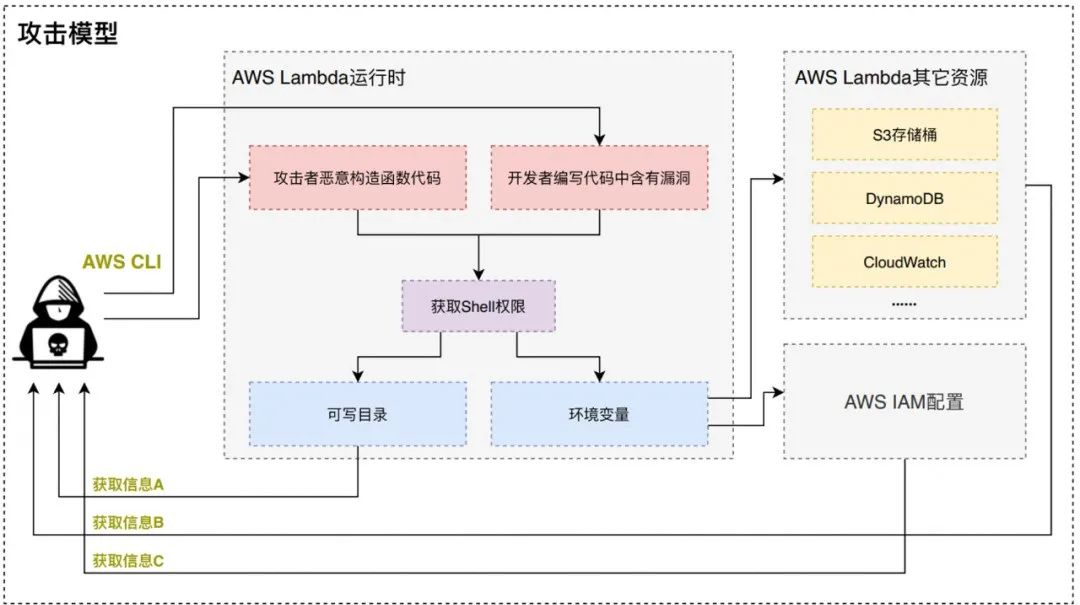 攻击模型
AWS Lambda运行时
AWS Lambda其它资源
S3存储桶
攻击者恶意构造函数代码
开发者编写代码中含有漏洞
DynamoDB
AWS CLI
CloudWatch
获取Shell权限
......
可写目录
环境变量
AWS IAM配置
获取信息A
获取信息B
获取信息C